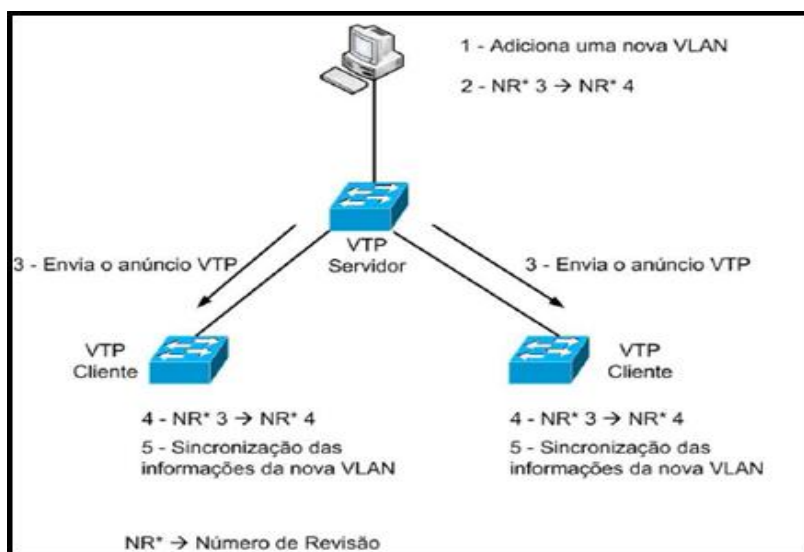 1 - Adiciona uma nova VLAN
2 - NR* 3 → NR* 4
VTP
Servidor
3 - Envia o anúncio VTP
3 - Envia o anúncio VTP
VTP
Cliente
VTP
Cliente
4 - NR* 3 → NR* 4
5 - Sincronização das
informações da nova VLAN
4 - NR* 3 → NR* 4
5 - Sincronização das
informações da nova VLAN
NR* → Número de Revisão